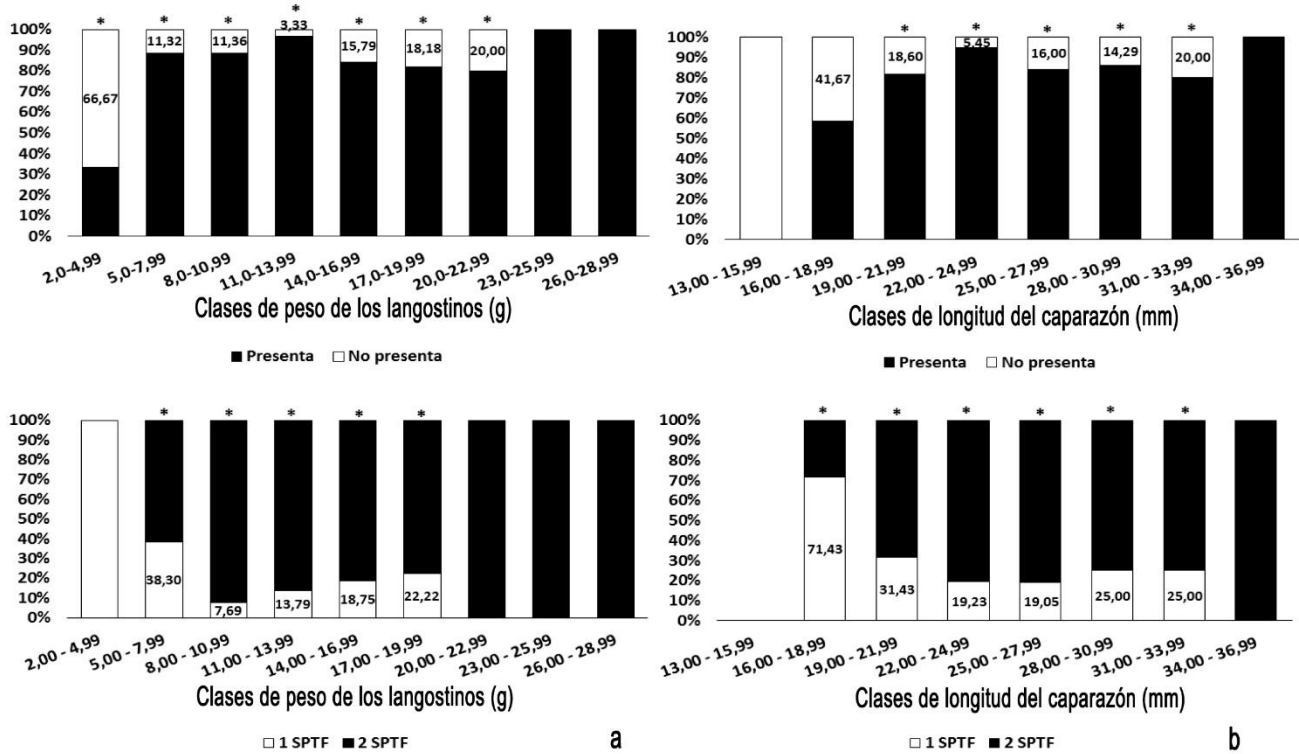 * * * * * * *
100%
90%
80%
70%
60%
50%
40%
30%
20%
10%
0%
66,67
11,32
11,36
3,33
15,79
18,18
20,00
2,0-4,99
5,0-7,99
8,0-10,99
11,0-13,99
14,0-16,99
17,0-19,99
20,0-22,99
23,0-25,99
26,0-28,99
Clases de peso de los langostinos (g)
Presenta No presenta
* * * * *
100%
90%
80%
70%
60%
50%
40%
30%
20%
10%
0%
41,67
18,60
5,45
16,00
14,29
20,00
13,00 - 15,99
16,00 - 18,99
19,00 - 21,99
22,00 - 24,99
25,00 - 27,99
28,00 - 30,99
31,00 - 33,99
34,00 - 36,99
Clases de longitud del caparazón (mm)
Presenta No presenta
* * * * *
100%
90%
80%
70%
60%
50%
40%
30%
20%
10%
0%
38,30
7,69
13,79
18,75
22,22
2,00 - 4,99
5,00 - 7,99
8,00 - 10,99
11,00 - 13,99
14,00 - 16,99
17,00 - 19,99
20,00 - 22,99
23,00 - 25,99
26,00 - 28,99
Clases de peso de los langostinos (g)
1 SPTF 2 SPTF
a
* * * * * *
100%
90%
80%
70%
60%
50%
40%
30%
20%
10%
0%
71,43
31,43
19,23
19,05
25,00
25,00
13,00 - 15,99
16,00 - 18,99
19,00 - 21,99
22,00 - 24,99
25,00 - 27,99
28,00 - 30,99
31,00 - 33,99
34,00 - 36,99
Clases de longitud del caparazón (mm)
1 SPTF 2 SPTF
b